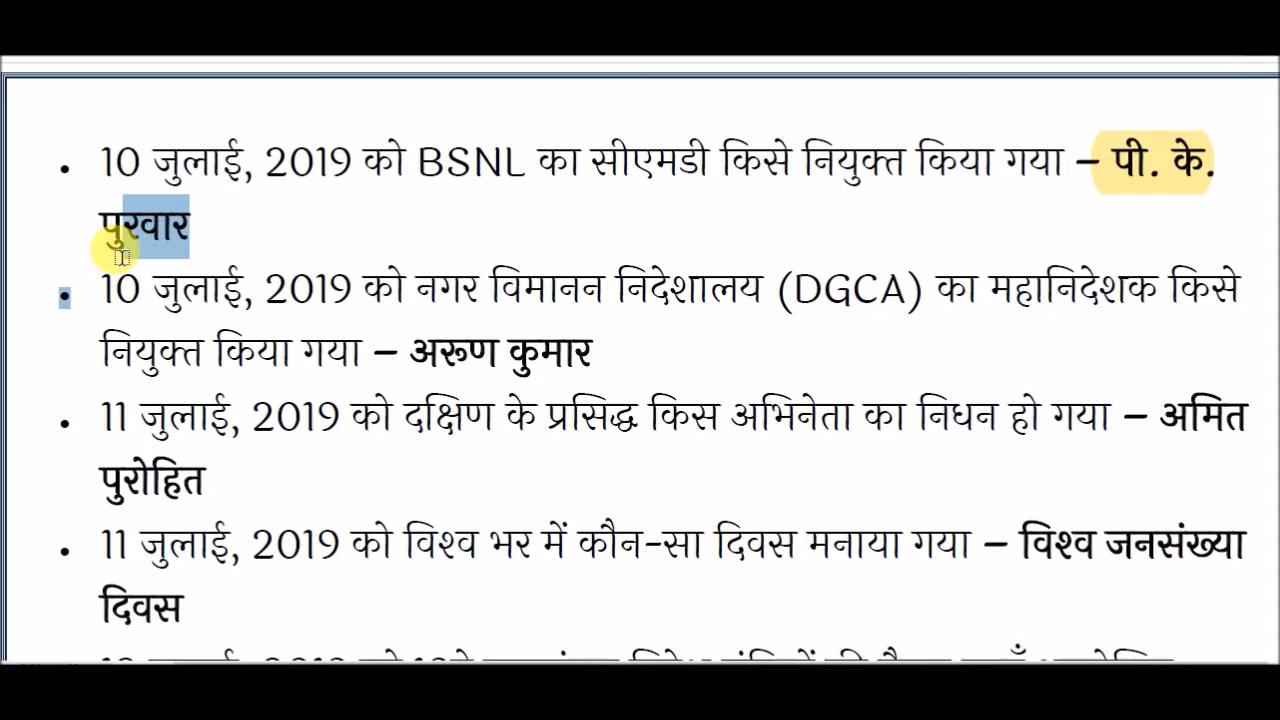 • 10 जुलाई, 2019 को BSNL का सीएमडी किसे नियुक्त किया गया – पी. के.
पुरवार
• 10 जुलाई, 2019 को नगर विमानन निदेशालय (DGCA) का महानिदेशक किसे
नियुक्त किया गया – अरूण कुमार
• 11 जुलाई, 2019 को दक्षिण के प्रसिद्ध किस अभिनेता का निधन हो गया – अमित
पुरोहित
• 11 जुलाई, 2019 को विश्व भर में कौन-सा दिवस मनाया गया – विश्व जनसंख्या
दिवस